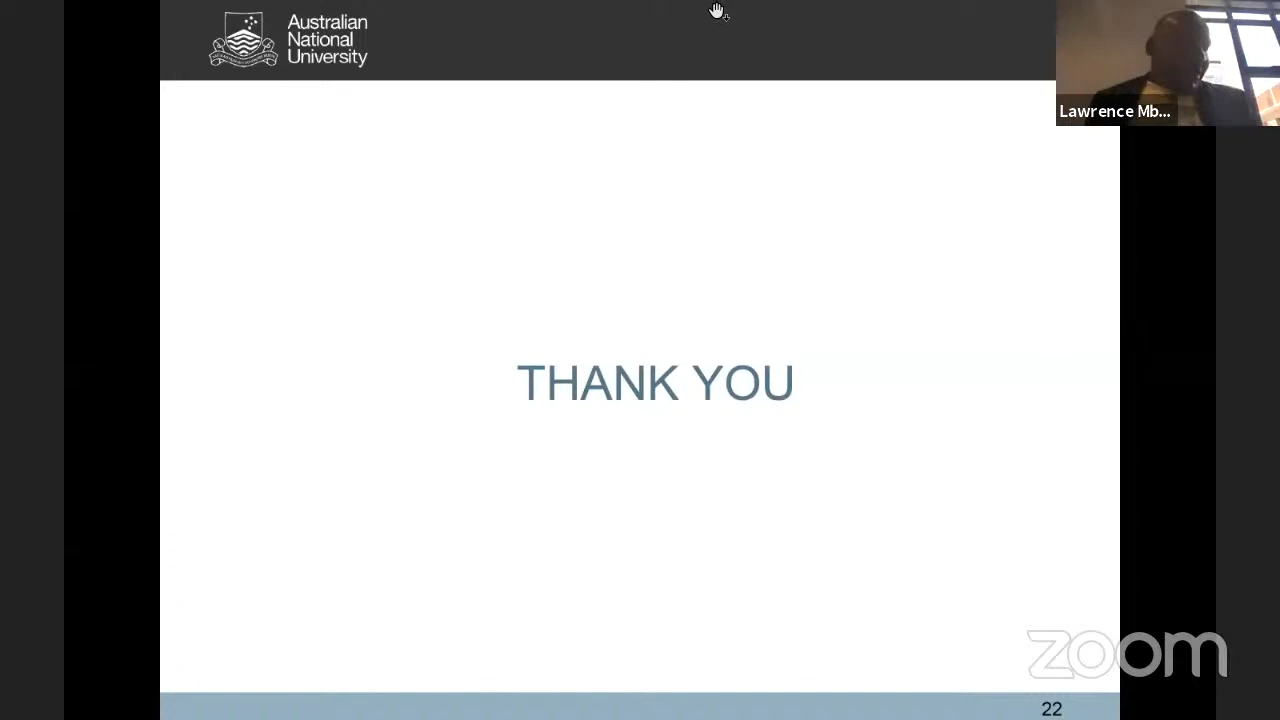 Australian
National
University
Lawrence Mb...
THANK YOU
zoom
22